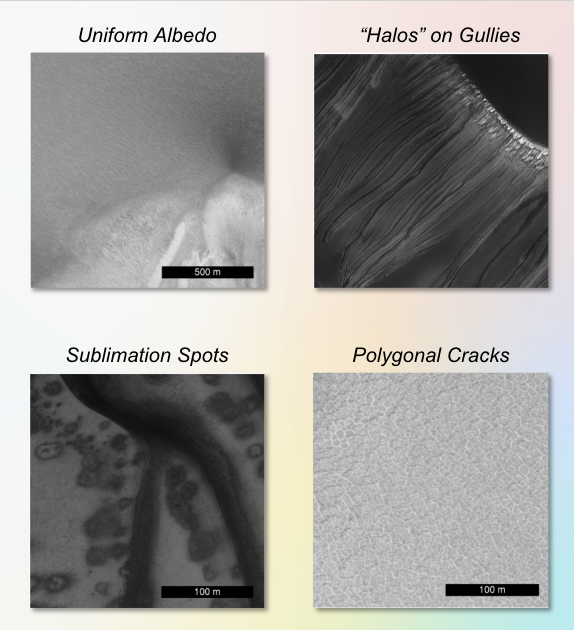 Uniform Albedo
“Halos” on Gullies
500 m
Sublimation Spots
Polygonal Cracks
100 m
100 m